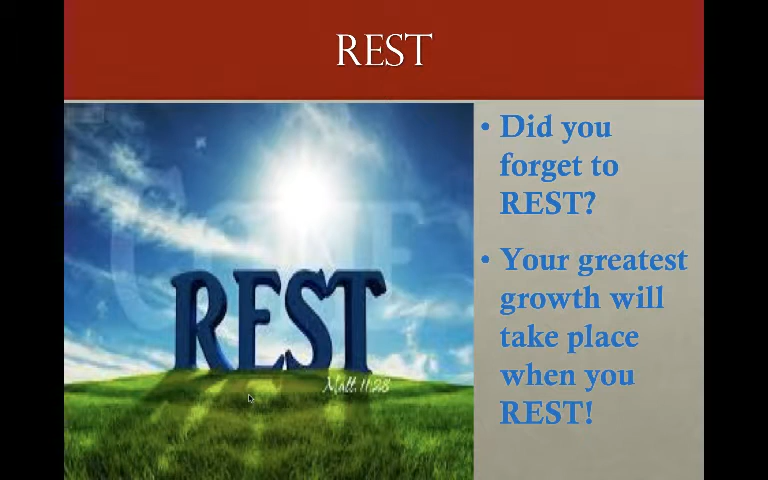 REST
• Did you
forget to
REST?
• Your greatest
growth will
take place
when you
REST!
COME
REST
Matt 11:28